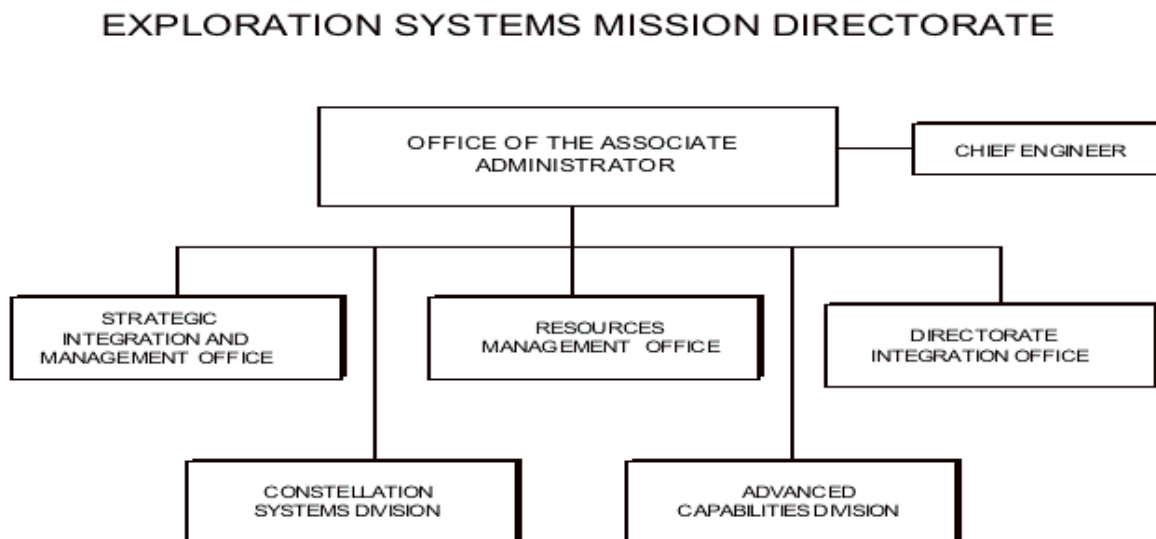 EXPLORATION SYSTEMS MISSION DIRECTORATE
OFFICE OF THE ASSOCIATE
ADMINISTRATOR
CHIEF ENGINEER
STRATEGIC
INTEGRATION AND
MANAGEMENT OFFICE
RESOURCES
MANAGEMENT OFFICE
DIRECTORATE
INTEGRATION OFFICE
CONSTELLATION
SYSTEMS DIVISION
ADVANCED
CAPABILITIES DIVISION